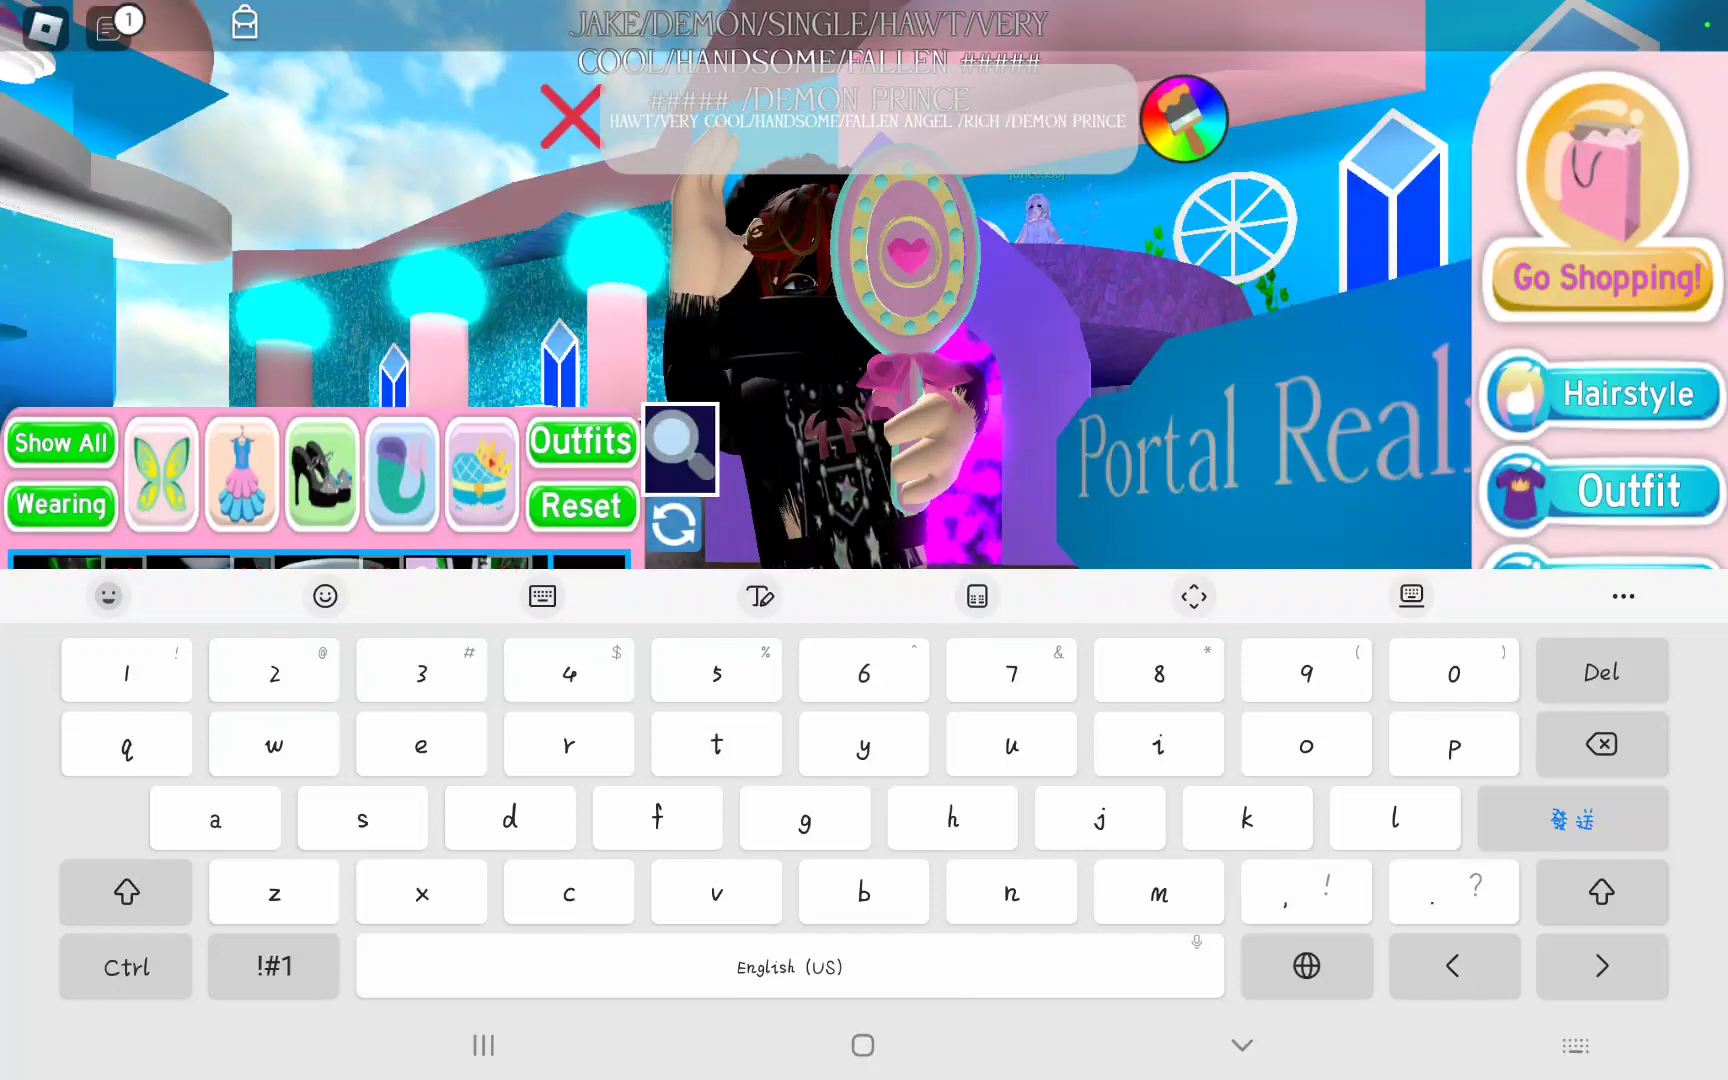 1
JAKE/DEMON/SINGLE/HAWT/VERY
COOL/HANDSOME/FALLEN #####
##### /DEMON PRINCE
HAWT/VERY COOL/HANDSOME/FALLEN ANGEL /RICH /DEMON PRINCE
Go Shopping!
Hairstyle
Outfit
Portal Real
Show All
Wearing
Outfits
Reset
! @ # $ % ^ & * ( )
1 2 3 4 5 6 7 8 9 0 Del
q w e r t y u i o p
a s d f g h j k l 發送
z x c v b n m , ! . ?
Ctrl !#1 English (US) < >